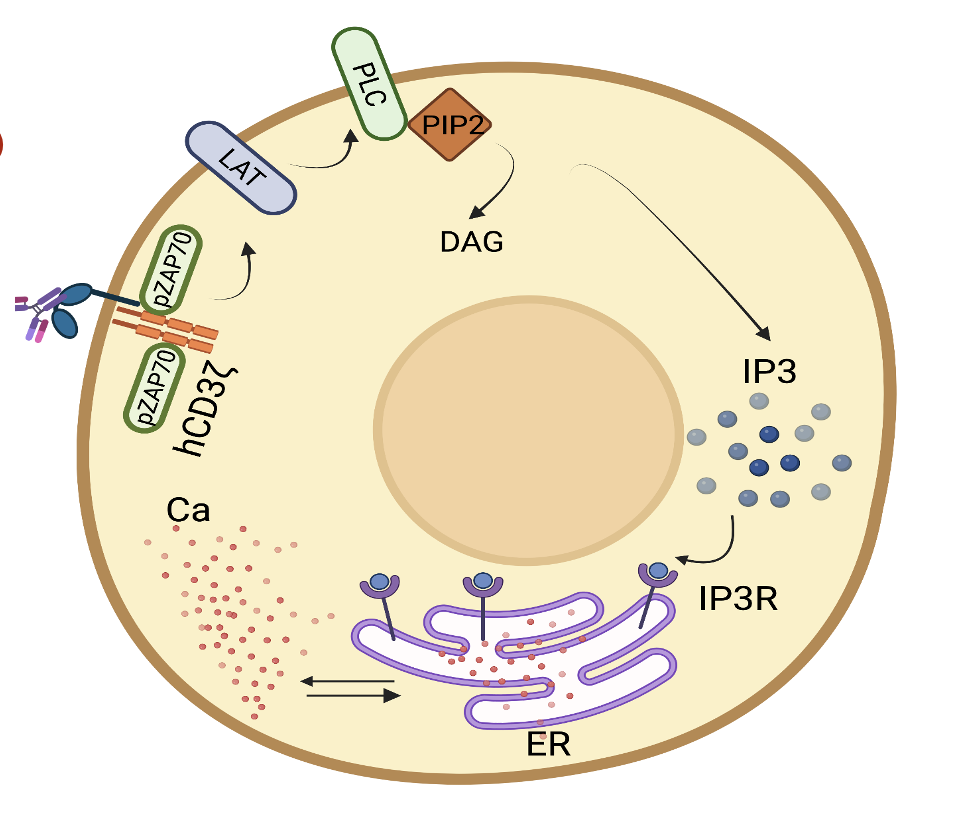 PLC
PIP2
LAT
DAG
pZAP70
pZAP70
hCD3ζ
IP3
Ca
IP3R
ER